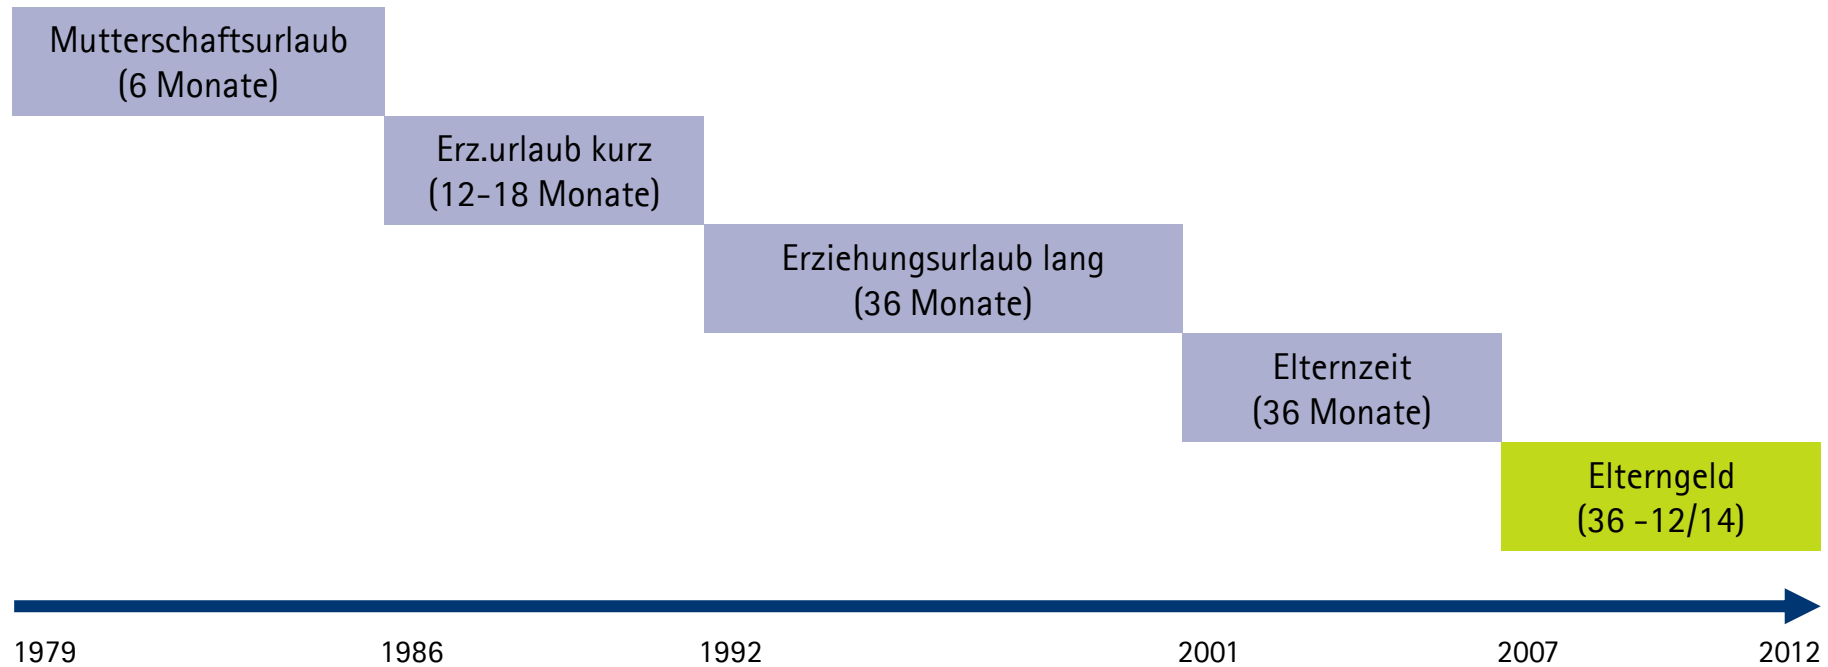 Mutterschaftsurlaub
(6 Monate)
Erz.urlaub kurz
(12-18 Monate)
Erziehungsurlaub lang
(36 Monate)
Elternzeit
(36 Monate)
Elterngeld
(36 -12/14)
1979 1986 1992 2001 2007 2012